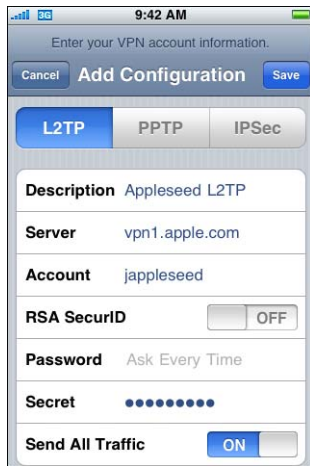 3G 9:42 AM
Enter your VPN account information.
Cancel Add Configuration Save
L2TP PPTP IPSec
Description Appleseed L2TP
Server vpn1.apple.com
Account jappleseed
RSA SecurID OFF
Password Ask Every Time
Secret •••••••••
Send All Traffic ON